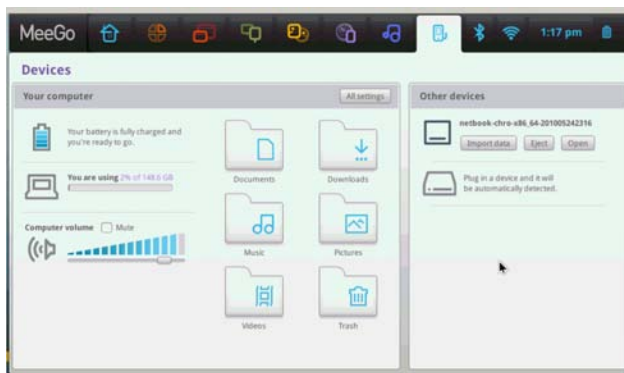 MeeGo
1:17 pm
Devices
Your computer
All settings
Other devices
Your battery is fully charged and
you're ready to go.
You are using 2% of 148.6 GB
Computer volume
Mute
Documents
Downloads
Music
Pictures
Videos
Trash
netbook-chro-x86_64-201005242316
Import data
Eject
Open
Plug in a device and it will
be automatically detected.